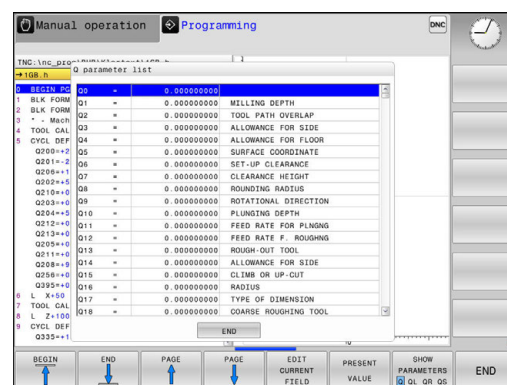 Manual operation
Programming
DNC
TNC:\nc_pro
→1GB.h
Q parameter list
0 BEGIN PG
1 BLK FORM
2 BLK FORM
3 * - Mach
4 TOOL CAL
5 CYCL DEF
Q200=+2
Q201=-2
Q206=+1
Q202=+5
Q210=+0
Q203=+0
Q204=+5
Q212=+0
Q213=+0
Q205=+0
Q211=+0
Q208=+9
Q256=+0
Q395=+0
6 L X+50
7 TOOL CAL
8 L Z+100
9 CYCL DEF
Q335=+1
Q0 = 0.000000000
Q1 = 0.000000000 MILLING DEPTH
Q2 = 0.000000000 TOOL PATH OVERLAP
Q3 = 0.000000000 ALLOWANCE FOR SIDE
Q4 = 0.000000000 ALLOWANCE FOR FLOOR
Q5 = 0.000000000 SURFACE COORDINATE
Q6 = 0.000000000 SET-UP CLEARANCE
Q7 = 0.000000000 CLEARANCE HEIGHT
Q8 = 0.000000000 ROUNDING RADIUS
Q9 = 0.000000000 ROTATIONAL DIRECTION
Q10 = 0.000000000 PLUNGING DEPTH
Q11 = 0.000000000 FEED RATE FOR PLNGNG
Q12 = 0.000000000 FEED RATE F. ROUGHNG
Q13 = 0.000000000 ROUGH-OUT TOOL
Q14 = 0.000000000 ALLOWANCE FOR SIDE
Q15 = 0.000000000 CLIMB OR UP-CUT
Q16 = 0.000000000 RADIUS
Q17 = 0.000000000 TYPE OF DIMENSION
Q18 = 0.000000000 COARSE ROUGHING TOOL
END
BEGIN
END
PAGE
PAGE
EDIT
CURRENT
FIELD
PRESENT
VALUE
SHOW
PARAMETERS
Q QL QR QS
END